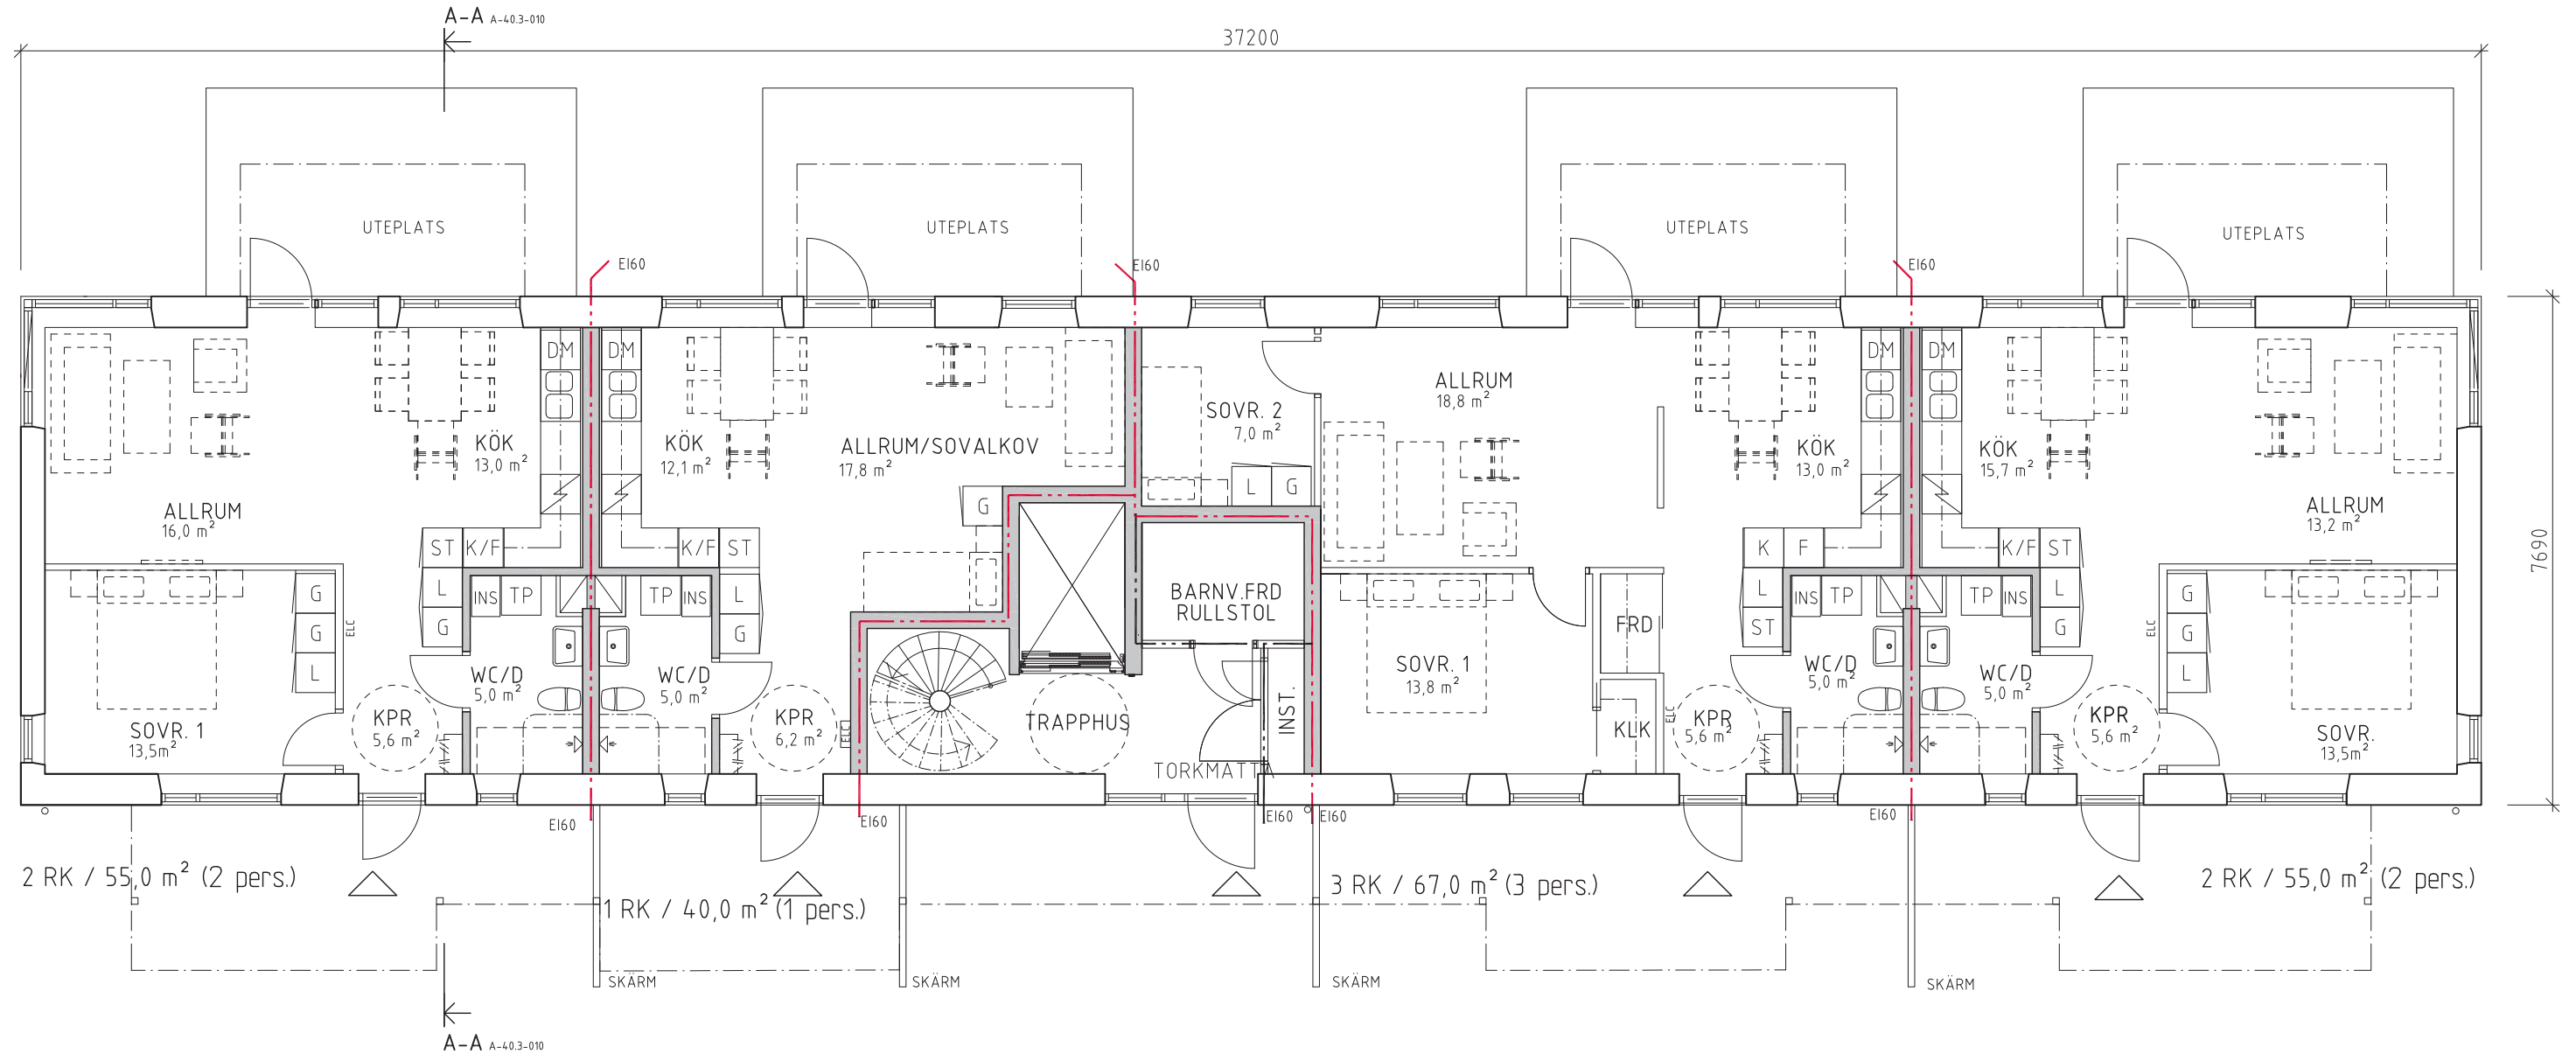 A-A A-40.3-010
37200
UTEPLATS
UTEPLATS
UTEPLATS
UTEPLATS
EI60
EI60
EI60
DM
DM
DM
DM
KÖK
13,0 m²
KÖK
12,1 m²
ALLRUM/SOVALKOV
17,8 m²
SOVR. 2
7,0 m²
L
G
ALLRUM
18,8 m²
KÖK
13,0 m²
KÖK
15,7 m²
ALLRUM
16,0 m²
ALLRUM
13,2 m²
G
ST
K/F
K/F
ST
K
F
K/F
ST
7690
G
G
L
ELC
L
G
INS
TP
TP
INS
L
G
BARNV.FRD
RULLSTOL
FRD
L
ST
INS
TP
TP
INS
L
G
ELC
G
G
L
SOVR. 1
13,5m²
KPR
5,6 m²
WC/D
5,0 m²
WC/D
5,0 m²
KPR
6,2 m²
ELC
TRAPPHUS
INST.
TORKMATTA
SOVR. 1
13,8 m²
KLK
ELC
KPR
5,6 m²
WC/D
5,0 m²
WC/D
5,0 m²
KPR
5,6 m²
SOVR.
13,5m²
EI60
EI60
EI60
EI60
EI60
2 RK / 55,0 m² (2 pers.)
1 RK / 40,0 m² (1 pers.)
3 RK / 67,0 m² (3 pers.)
2 RK / 55,0 m² (2 pers.)
SKÄRM
SKÄRM
SKÄRM
SKÄRM
A-A A-40.3-010